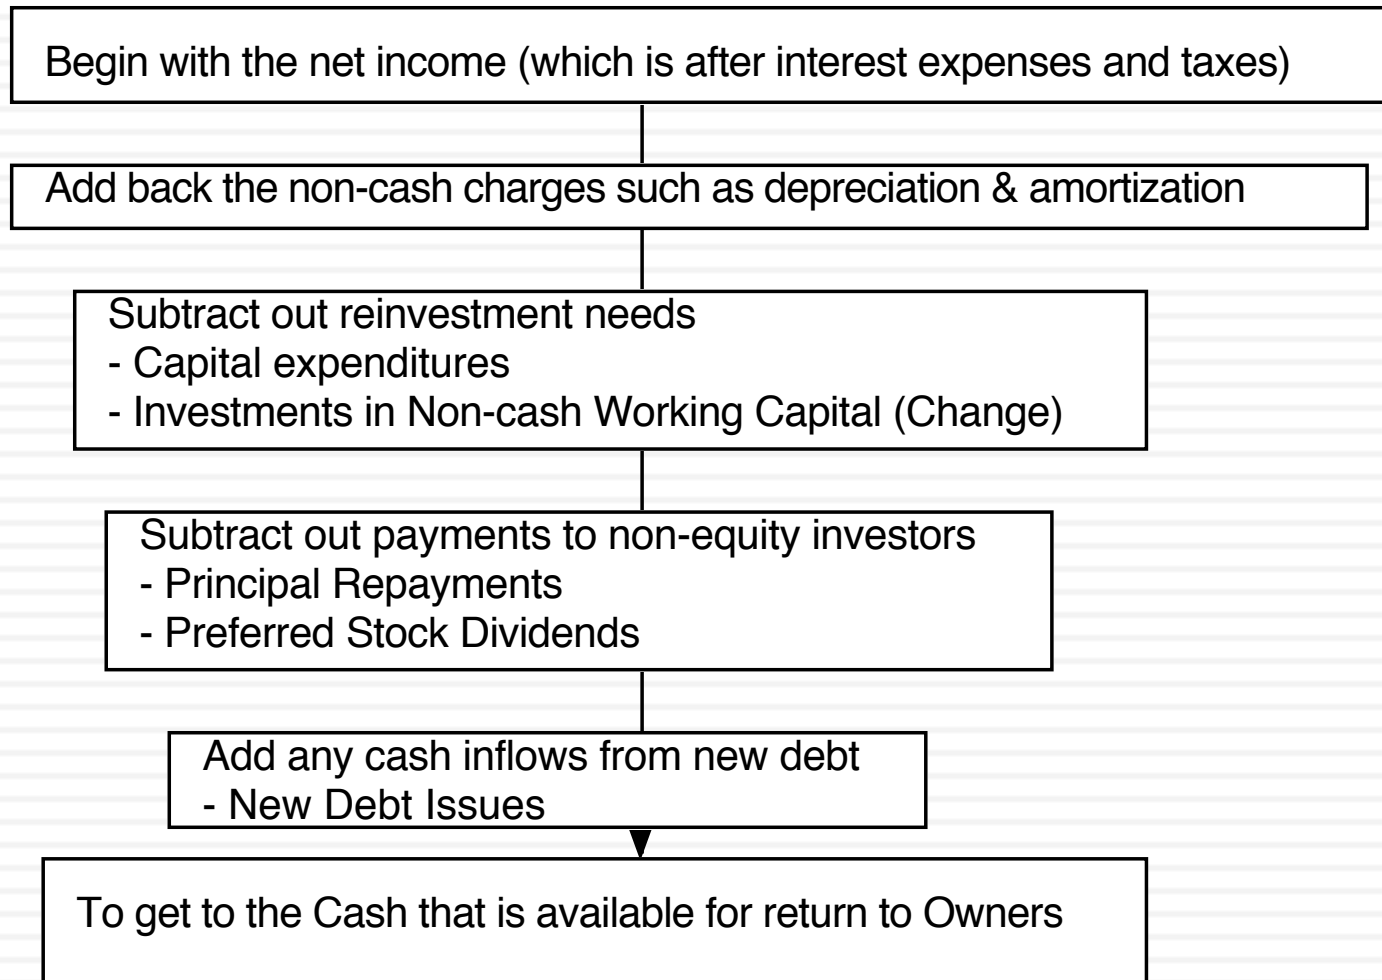 Begin with the net income (which is after interest expenses and taxes)
Add back the non-cash charges such as depreciation & amortization
Subtract out reinvestment needs
- Capital expenditures
- Investments in Non-cash Working Capital (Change)
Subtract out payments to non-equity investors
- Principal Repayments
- Preferred Stock Dividends
Add any cash inflows from new debt
- New Debt Issues
To get to the Cash that is available for return to Owners